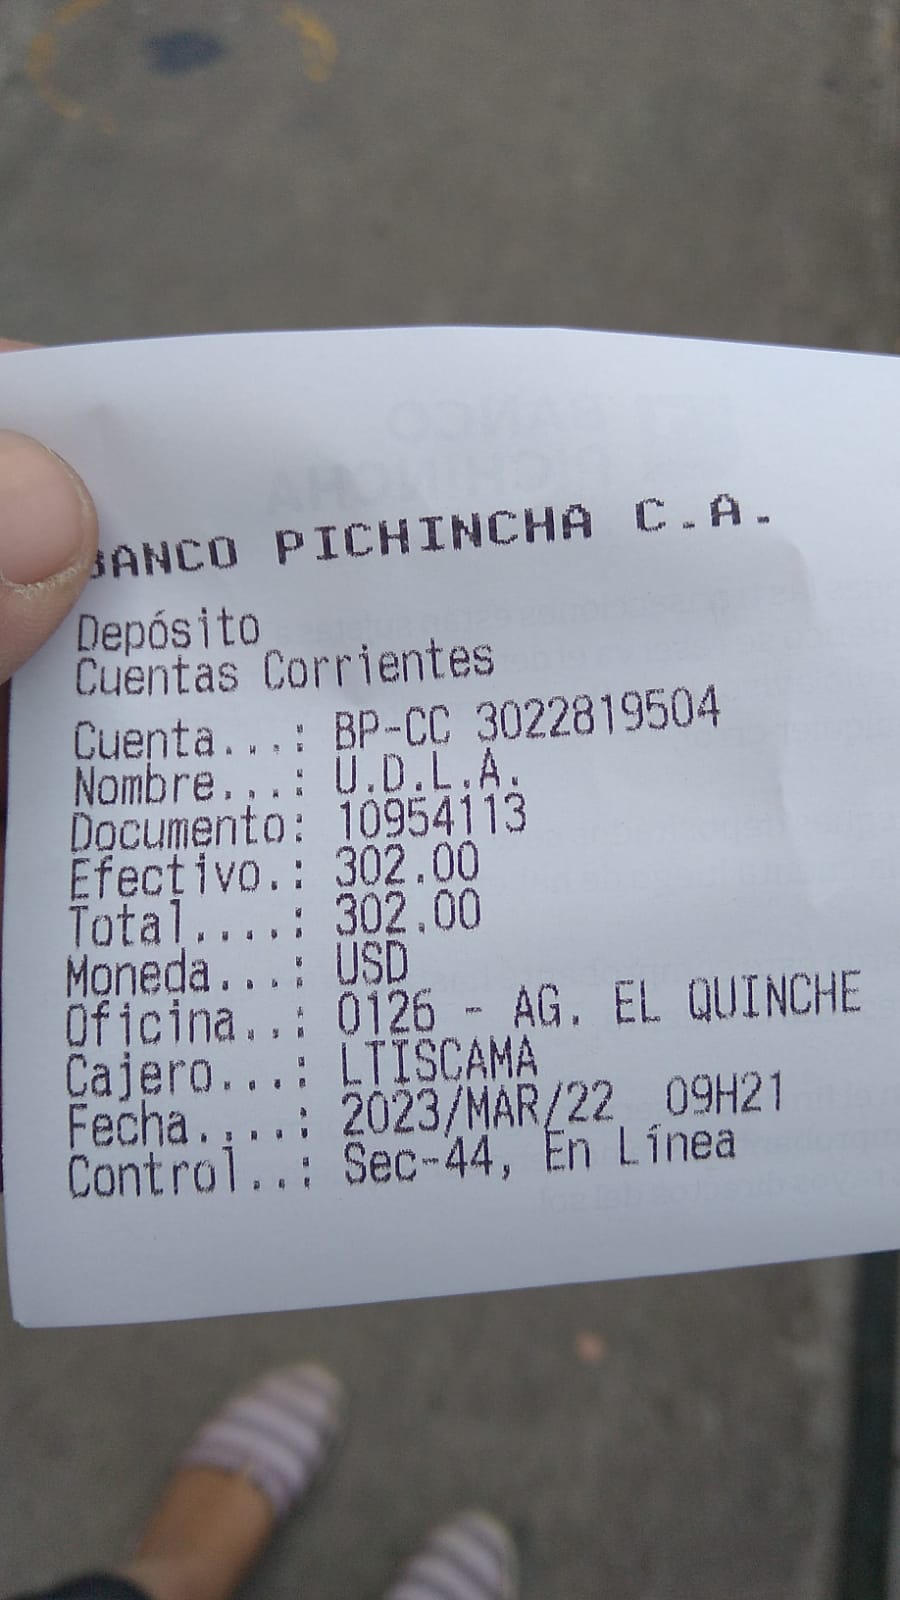 BANCO PICHINCHA C.A.
Depósito
Cuentas Corrientes
Cuenta...: BP-CC 3022819504
Nombre...: U.D.L.A.
Documento: 10954113
Efectivo.: 302.00
Total....: 302.00
Moneda...: USD
Oficina..: 0126 - AG. EL QUINCHE
Cajero...: LTISCAMA
Fecha....: 2023/MAR/22 09H21
Control..: Sec-44, En Línea